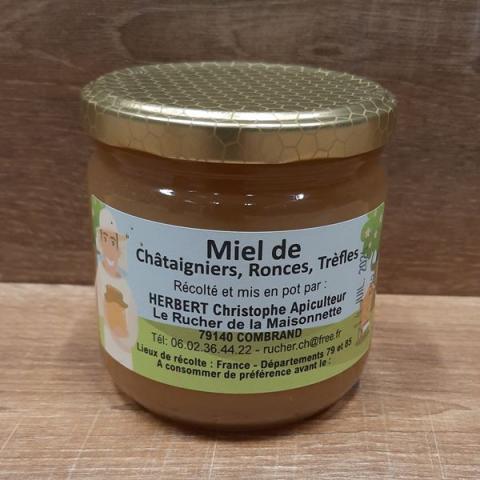 Miel de
Châtaigniers, Ronces, Trèfles
Récolté et mis en pot par :
HERBERT Christophe Apiculteur
Le Rucher de la Maisonnette
79140 COMBRAND
Tél: 06.02.36.44.22 - rucher.ch@free.fr
Lieux de récolte : France - Départements 79 et 85
A consommer de préférence avant le :